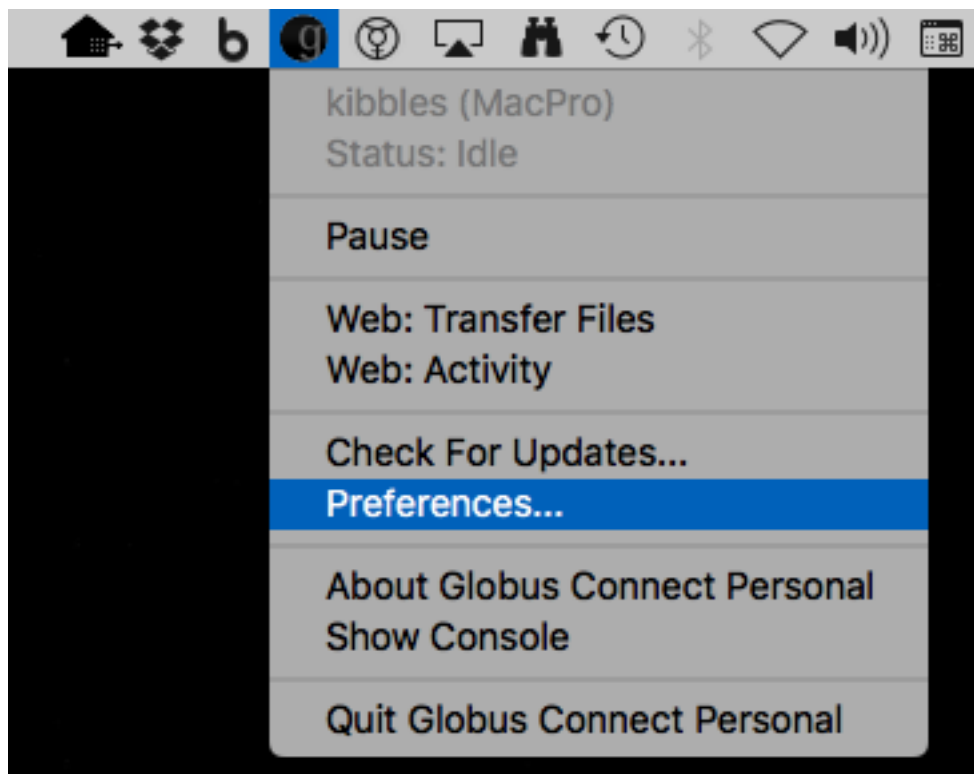 kibbles (MacPro)
Status: Idle
Pause
Web: Transfer Files
Web: Activity
Check For Updates...
Preferences...
About Globus Connect Personal
Show Console
Quit Globus Connect Personal